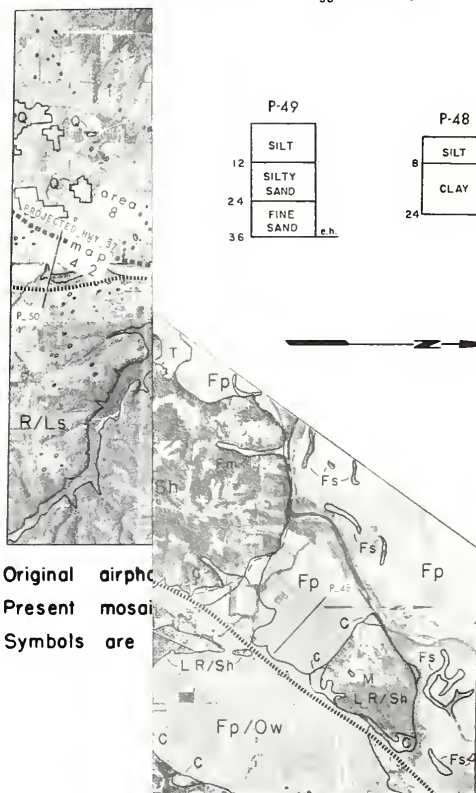 P-49
SILT
12
SILTY
SAND
24
FINE
SAND
36
e.h.
P-48
SILT
8
CLAY
24
N
Q
Q
Q
area
8
PROJECTED HWY. 37
map
4 2
P-50
R/Ls
T
Fp
Sh
Fs
Fs
Fp
Fp
C
C
C
L R/Sh
M
L R/Sh
C
Fs
Fs
Fp/Ow
C
C
Original airpho
Present mosai
Symbols are